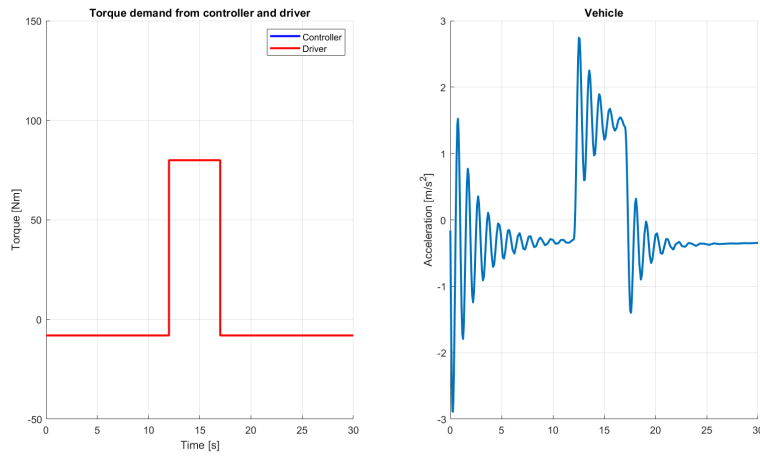 Torque demand from controller and driver
150
100
50
0
-50
Torque [Nm]
Controller
Driver
0 5 10 15 20 25 30
Time [s]
Vehicle
3
2
1
0
-1
-2
-3
Acceleration [m/s²]
0 5 10 15 20 25 30